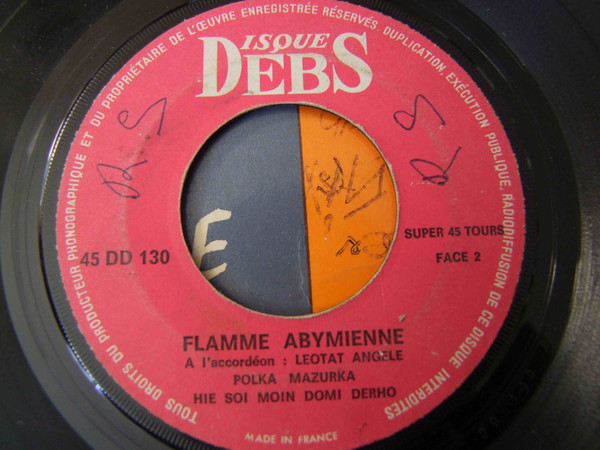 TOUS DROITS DU PRODUCTEUR PHONOGRAPHIQUE ET DU PROPRIÉTAIRE DE L'ŒUVRE ENREGISTRÉE RÉSERVÉS, DUPLICATION, EXÉCUTION PUBLIQUE, RADIODIFFUSION DE CE DISQUE INTERDITES
DISQUE
DEBS
R S
R S
E
45 DD 130
SUPER 45 TOURS
FACE 2
FLAMME ABYMIENNE
A l'accordéon : LEOTAT ANGELE
POLKA MAZURKA
HIE SOI MOIN DOMI DERHO
MADE IN FRANCE